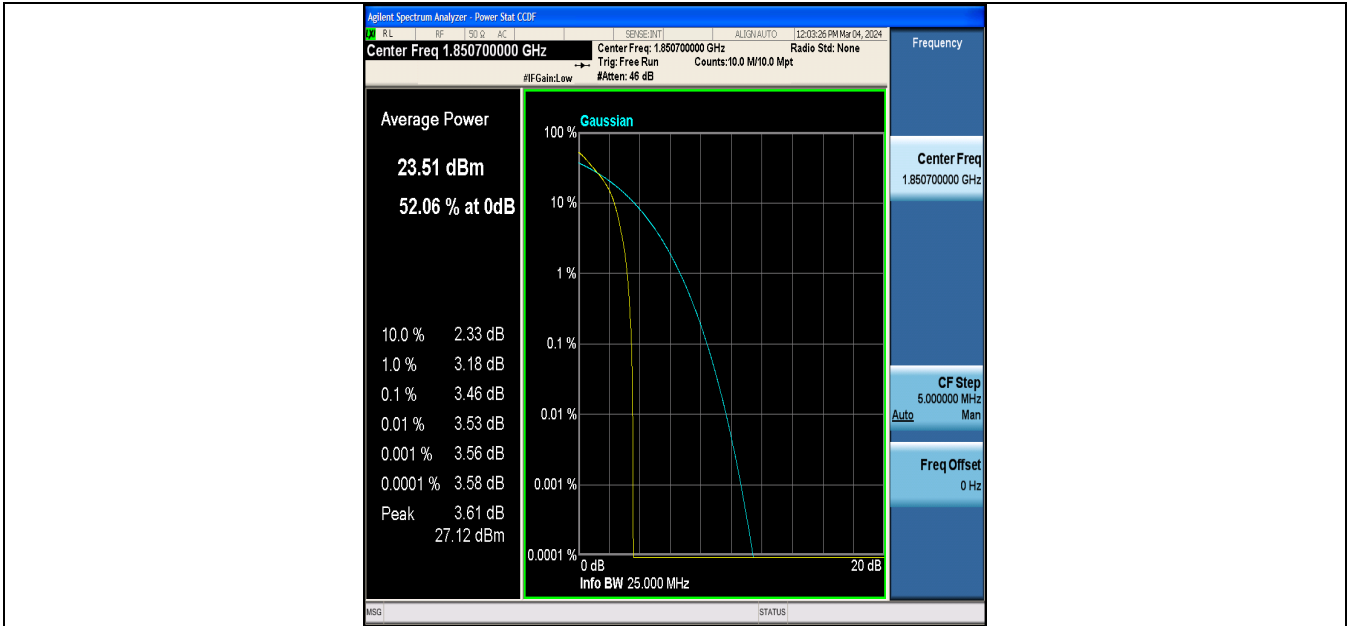 Agilent Spectrum Analyzer - Power Stat CCDF
LXI RL RF 50 Ω AC SENSE:INT ALIGN AUTO 12:03:26 PM Mar 04, 2024
Center Freq 1.850700000 GHz
Center Freq: 1.850700000 GHz Radio Std: None
Trig: Free Run Counts:10.0 M/10.0 Mpt
#IFGain:Low #Atten: 46 dB
Frequency
Average Power
23.51 dBm
52.06 % at 0dB
10.0 % 2.33 dB
1.0 % 3.18 dB
0.1 % 3.46 dB
0.01 % 3.53 dB
0.001 % 3.56 dB
0.0001 % 3.58 dB
Peak 3.61 dB
27.12 dBm
Gaussian
100 %
10 %
1 %
0.1 %
0.01 %
0.001 %
0.0001 %
0 dB 20 dB
Info BW 25.000 MHz
Center Freq
1.850700000 GHz
CF Step
5.000000 MHz
Auto Man
Freq Offset
0 Hz
MSG STATUS